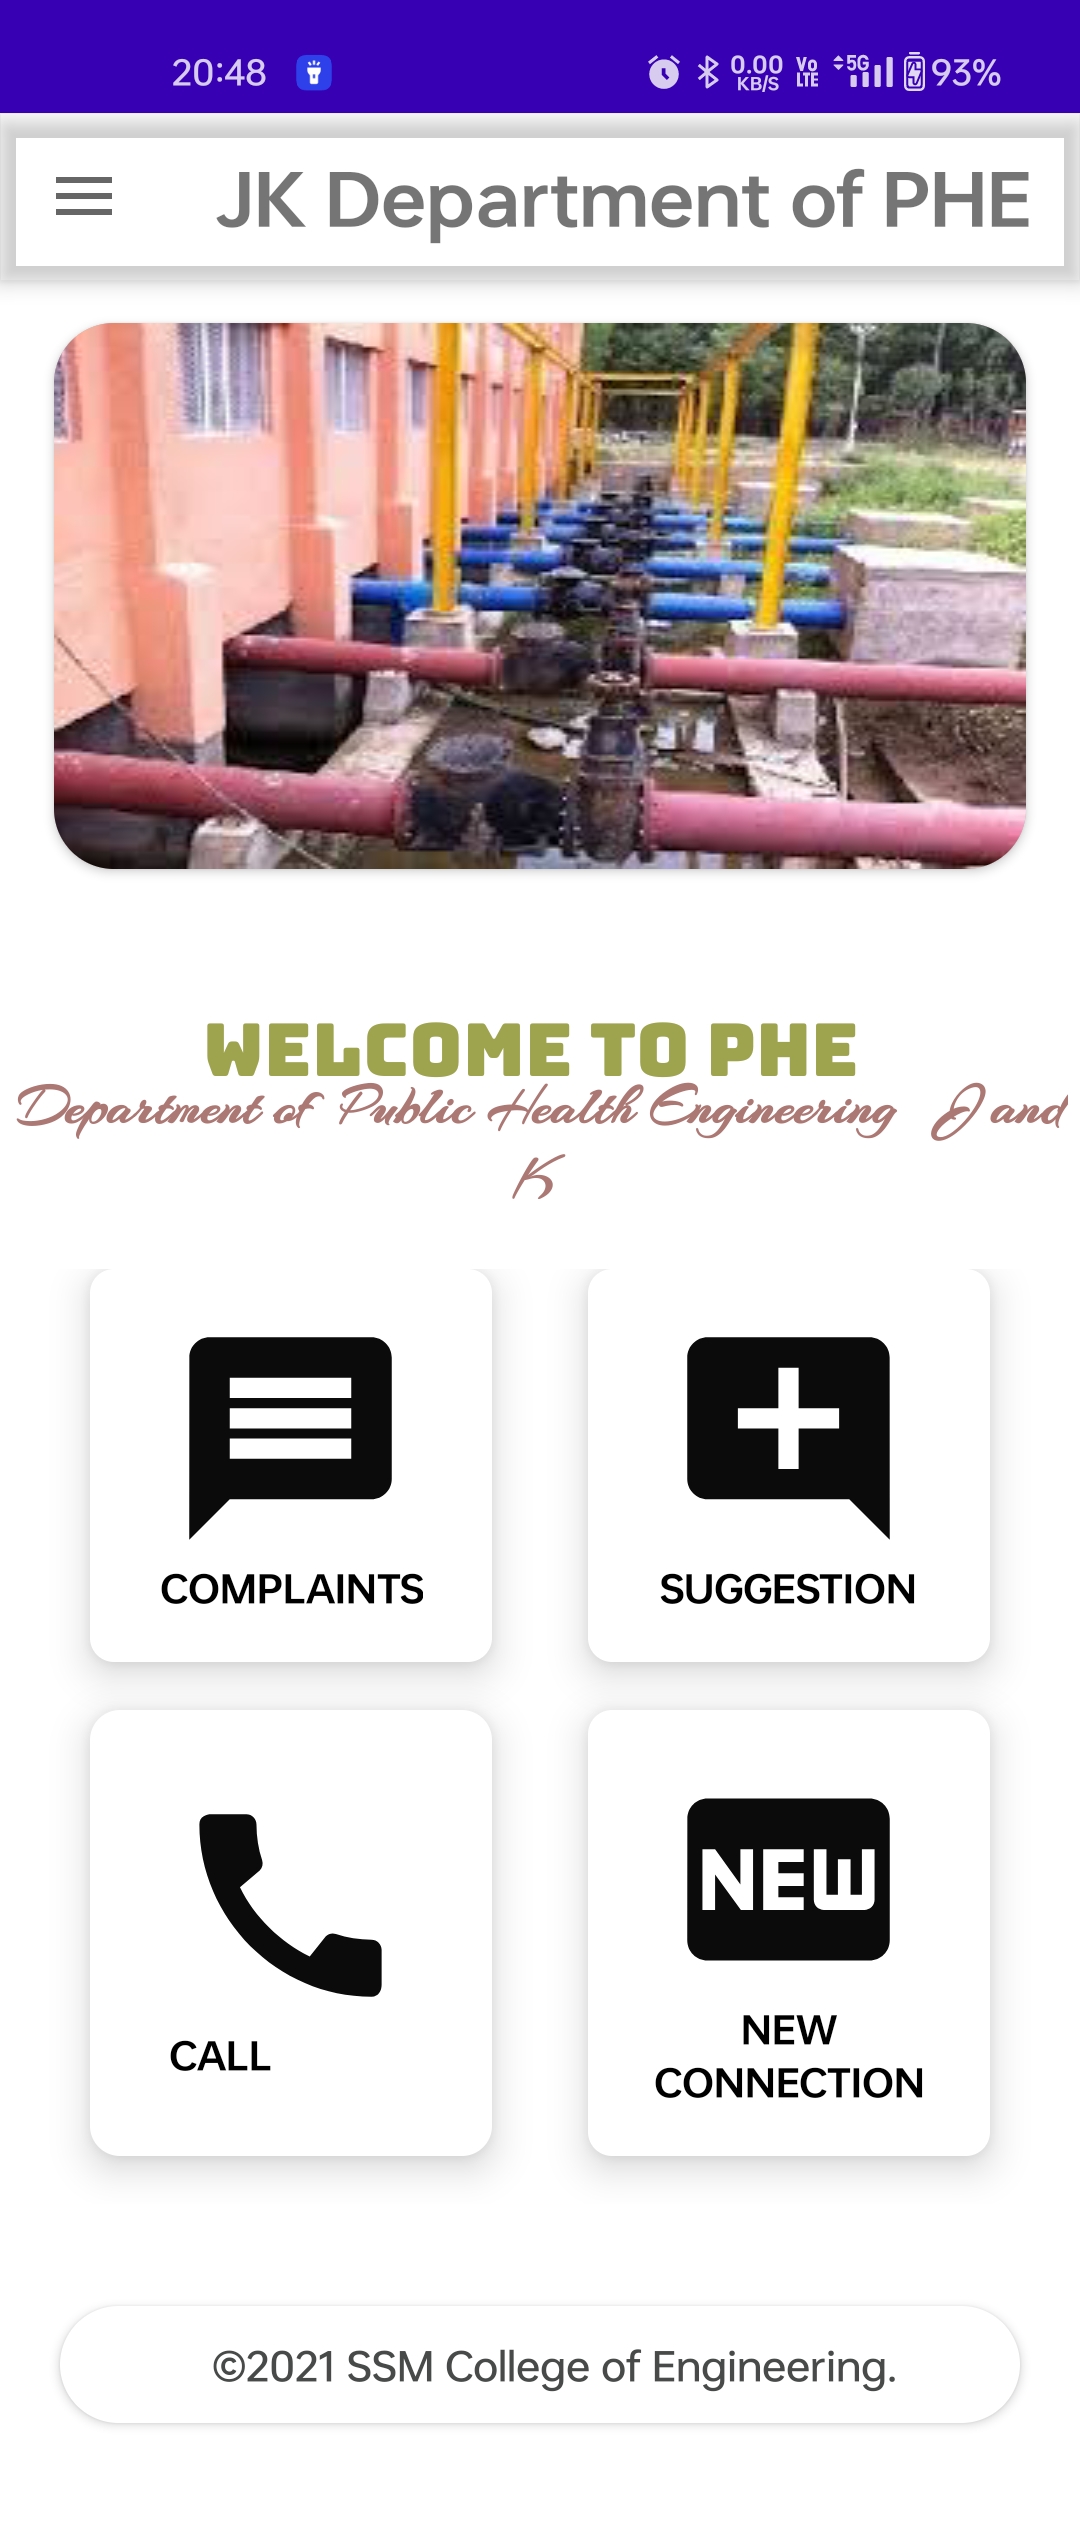 20:48 0.00 KB/S Vo LTE 5G 93%
JK Department of PHE
WELCOME TO PHE
Department of Public Health Engineering J and
K
COMPLAINTS
SUGGESTION
CALL
NEW
NEW
CONNECTION
©2021 SSM College of Engineering.